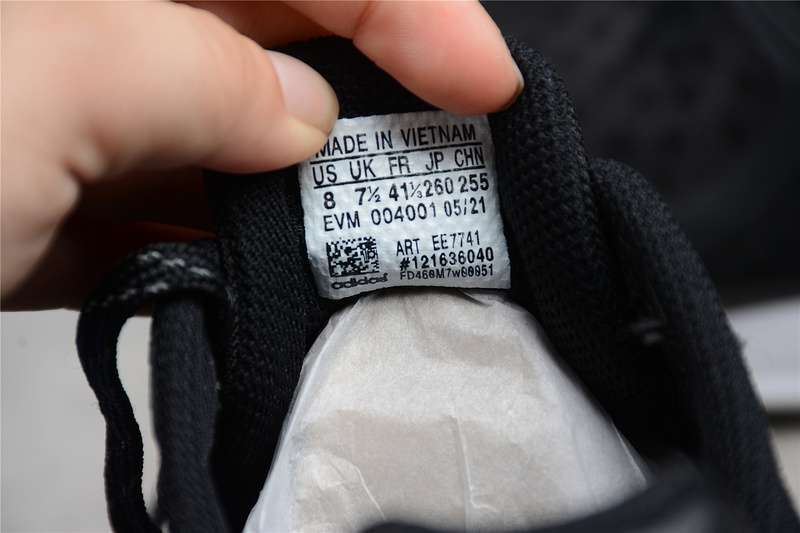 MADE IN VIETNAM
US UK FR JP CHN
8 7½ 41⅓ 260 255
EVM 004001 05/21
ART EE7741
#121636040
adidas FD460M7w00051